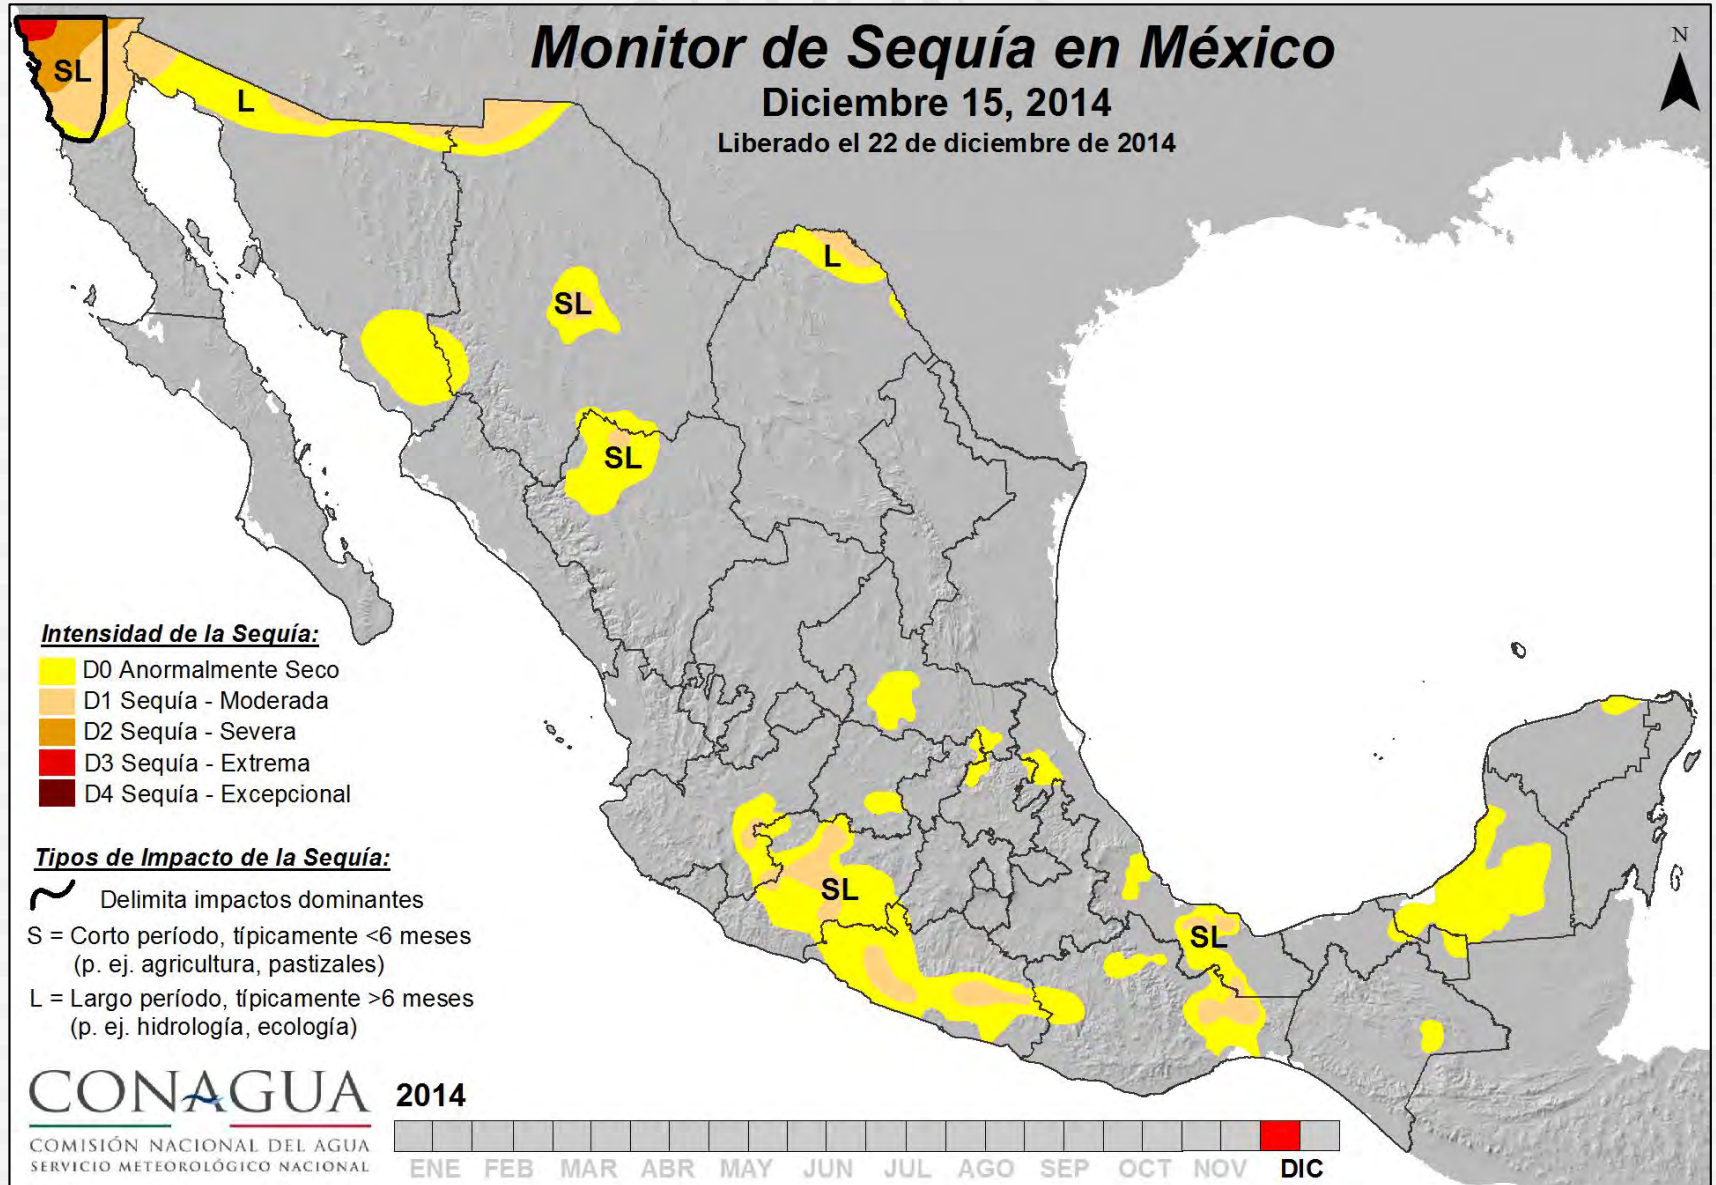 Monitor de Sequía en México
Diciembre 15, 2014
Liberado el 22 de diciembre de 2014
N
SL
L
L
SL
SL
SL
SL
Intensidad de la Sequía:
D0 Anormalmente Seco
D1 Sequía - Moderada
D2 Sequía - Severa
D3 Sequía - Extrema
D4 Sequía - Excepcional
Tipos de Impacto de la Sequía:
Delimita impactos dominantes
S = Corto período, típicamente <6 meses
(p. ej. agricultura, pastizales)
L = Largo período, típicamente >6 meses
(p. ej. hidrología, ecología)
CONAGUA
COMISIÓN NACIONAL DEL AGUA
SERVICIO METEOROLÓGICO NACIONAL
2014
ENE FEB MAR ABR MAY JUN JUL AGO SEP OCT NOV DIC